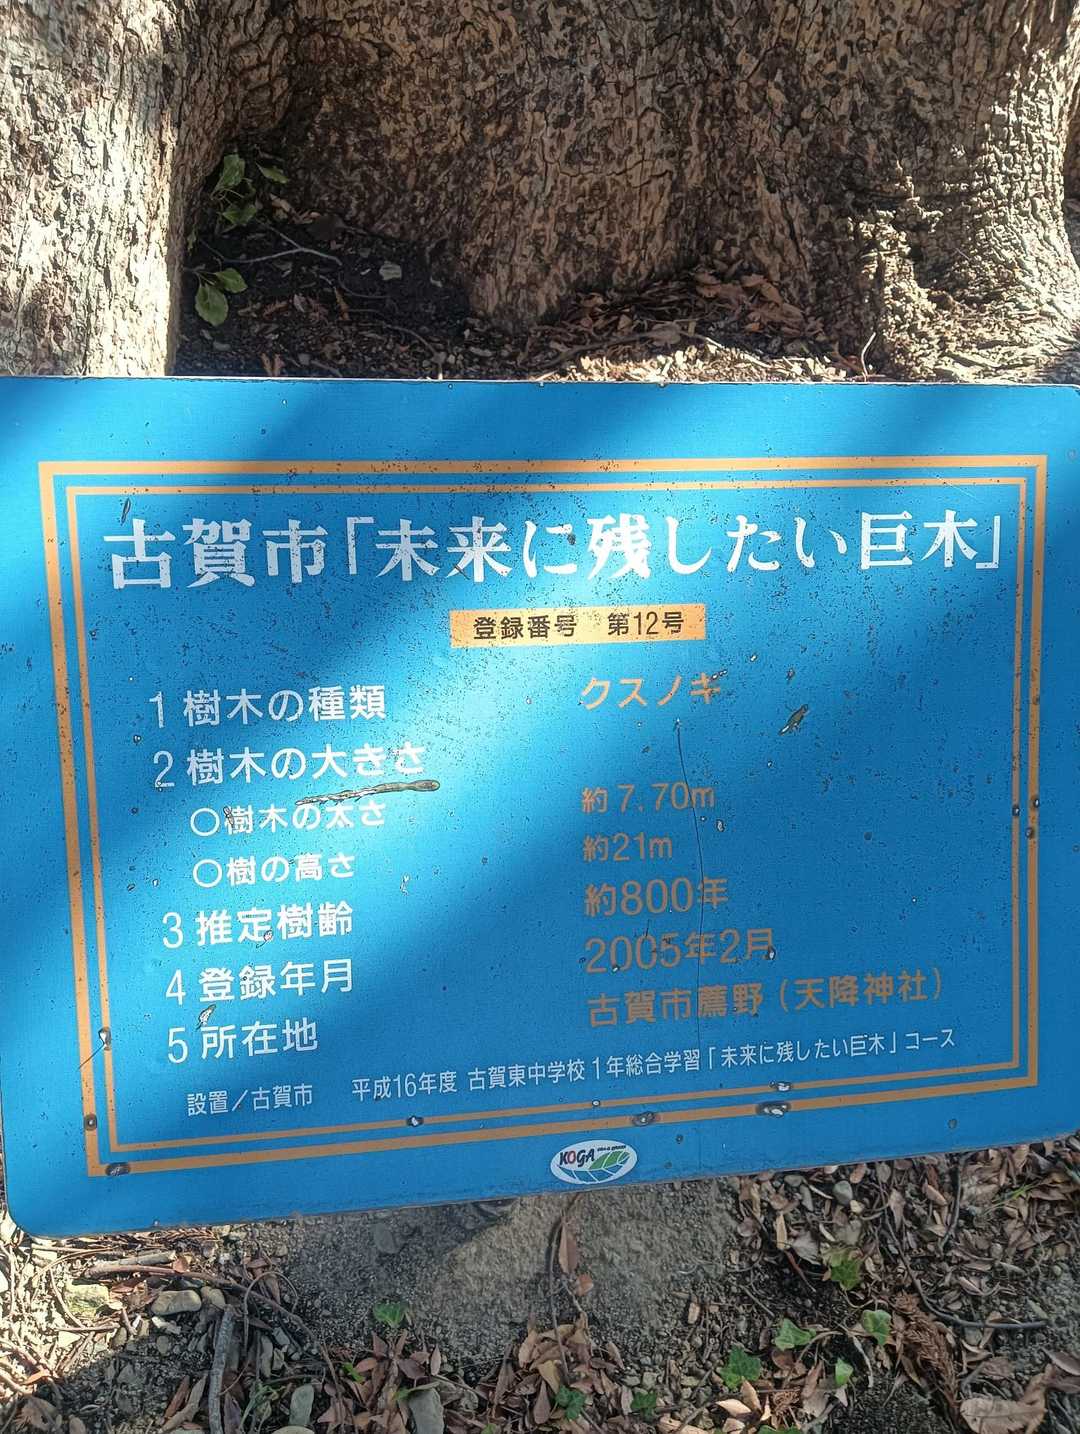 古賀市「未来に残したい巨木」
登録番号　第12号
1 樹木の種類　クスノキ
2 樹木の大きさ
○樹木の太さ　約7.70m
○樹の高さ　約21m
3 推定樹齢　約800年
4 登録年月　2005年2月
5 所在地　古賀市薦野（天降神社）
設置／古賀市　平成16年度 古賀東中学校1年総合学習「未来に残したい巨木」コース
KOGA